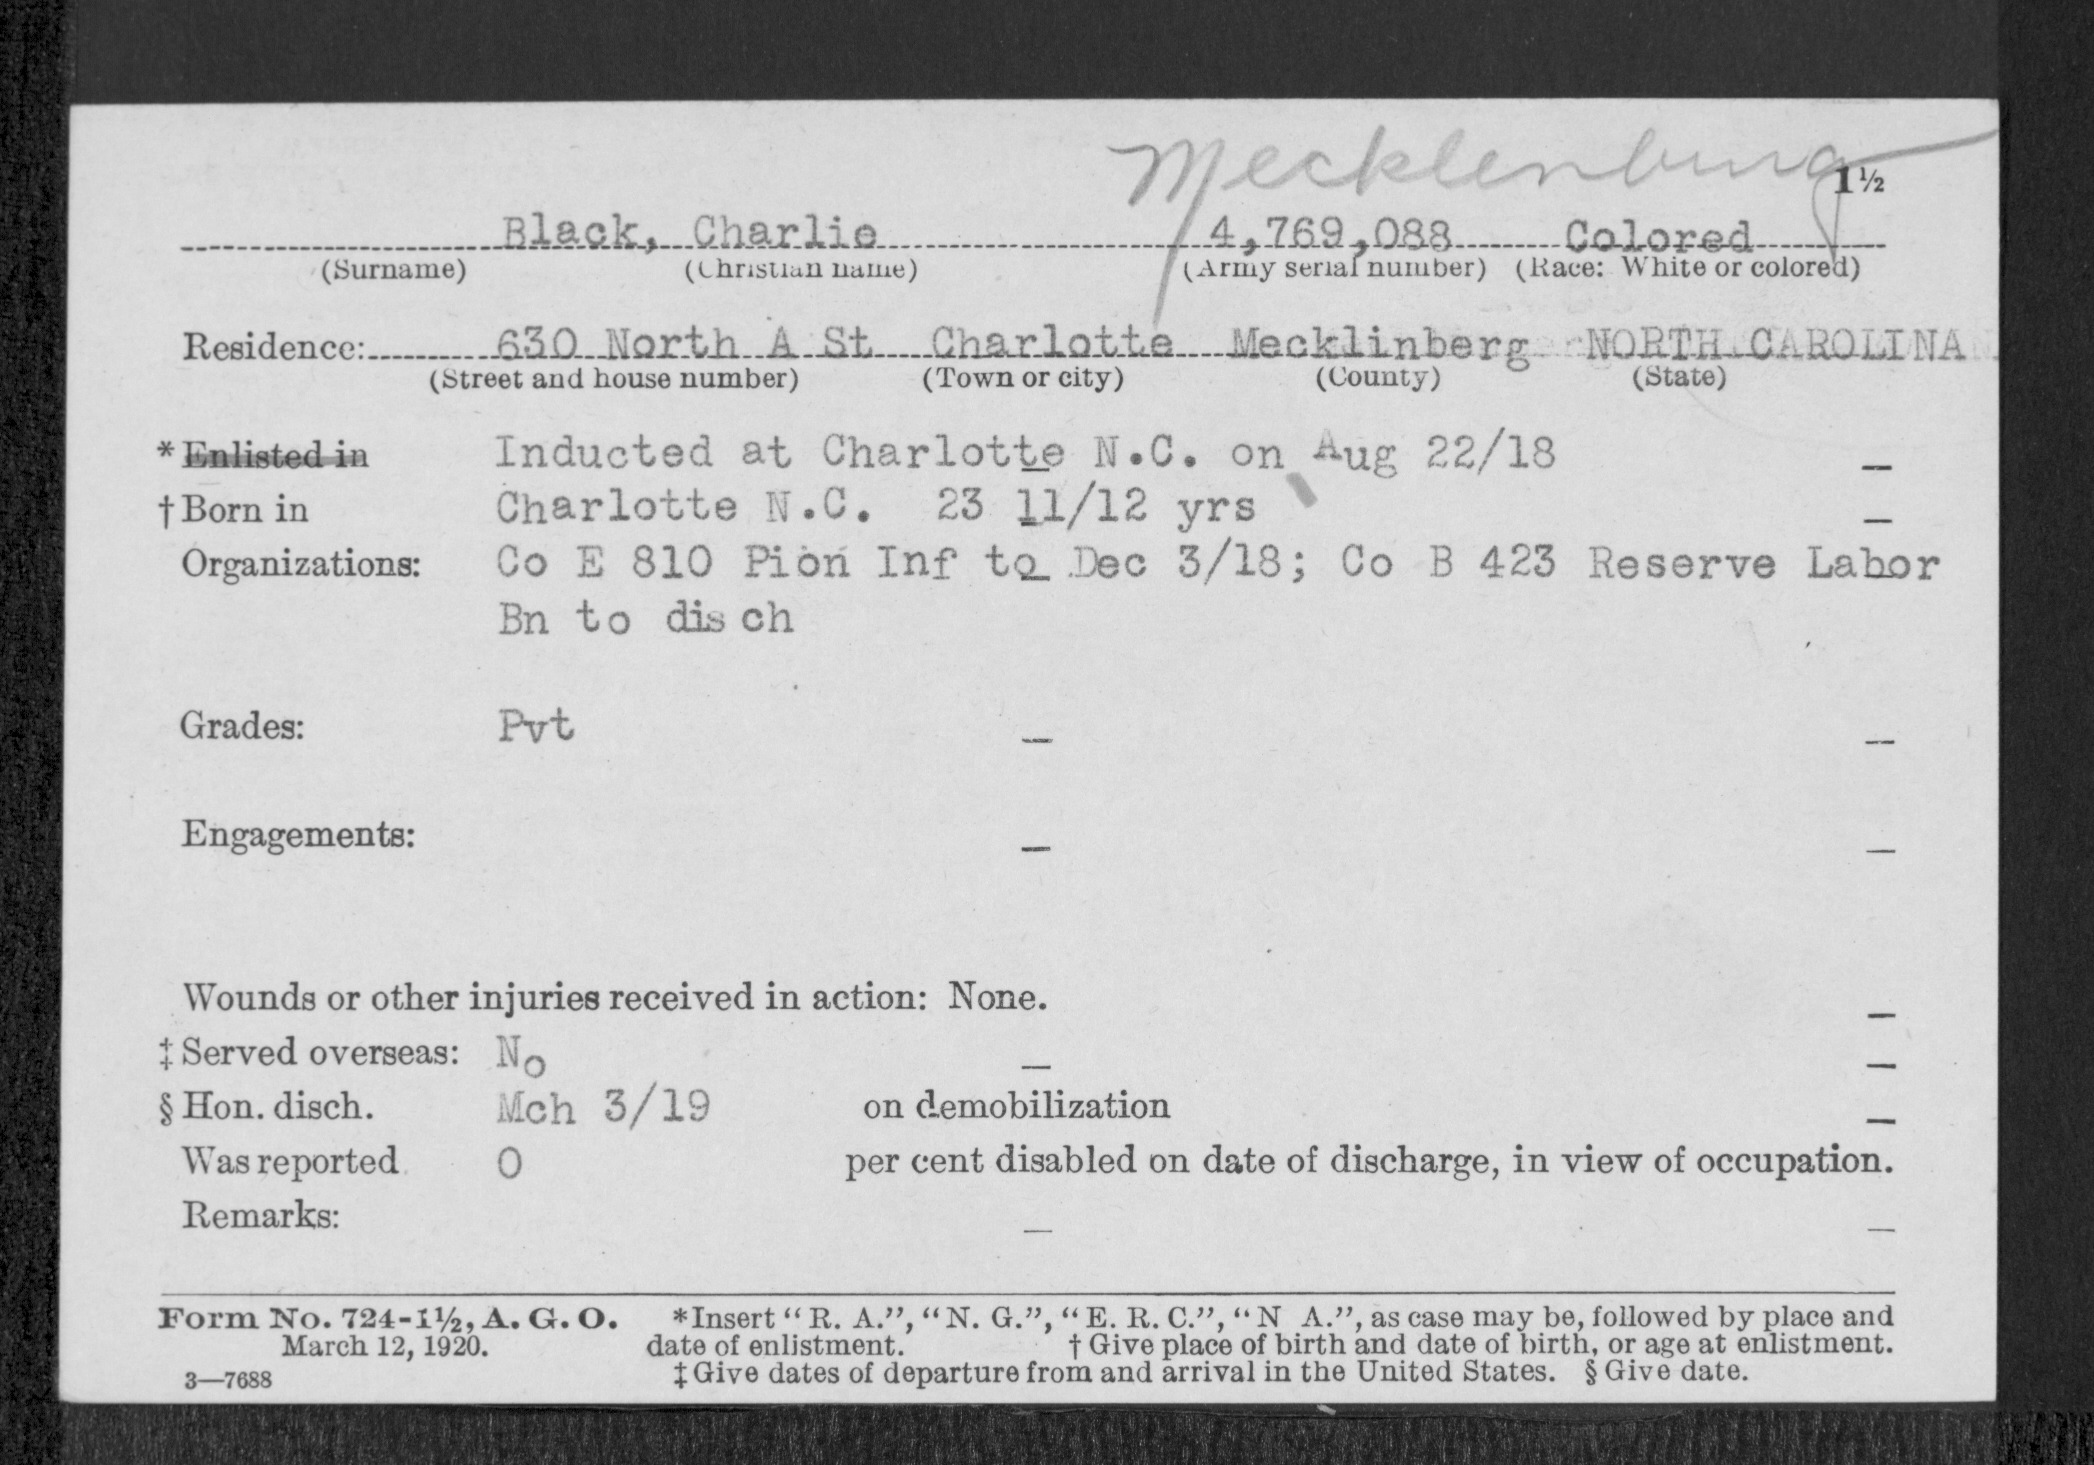 Mecklenburg
1½
Black, Charlie 4,769,088 Colored
(Surname) (Christian name) (Army serial number) (Race: White or colored)
Residence: 630 North A St Charlotte Mecklinberg NORTH CAROLINA
(Street and house number) (Town or city) (County) (State)
* Enlisted in Inducted at Charlotte N.C. on Aug 22/18 –
† Born in Charlotte N.C. 23 11/12 yrs –
Organizations: Co E 810 Pion Inf to Dec 3/18; Co B 423 Reserve Labor
Bn to disch
Grades: Pvt – –
Engagements: – –
Wounds or other injuries received in action: None. –
‡ Served overseas: No – –
§ Hon. disch. Mch 3/19 on demobilization –
Was reported 0 per cent disabled on date of discharge, in view of occupation.
Remarks: – –
Form No. 724-1½, A. G. O. *Insert "R. A.", "N. G.", "E. R. C.", "N A.", as case may be, followed by place and
March 12, 1920. date of enlistment. † Give place of birth and date of birth, or age at enlistment.
3—7688 ‡ Give dates of departure from and arrival in the United States. § Give date.